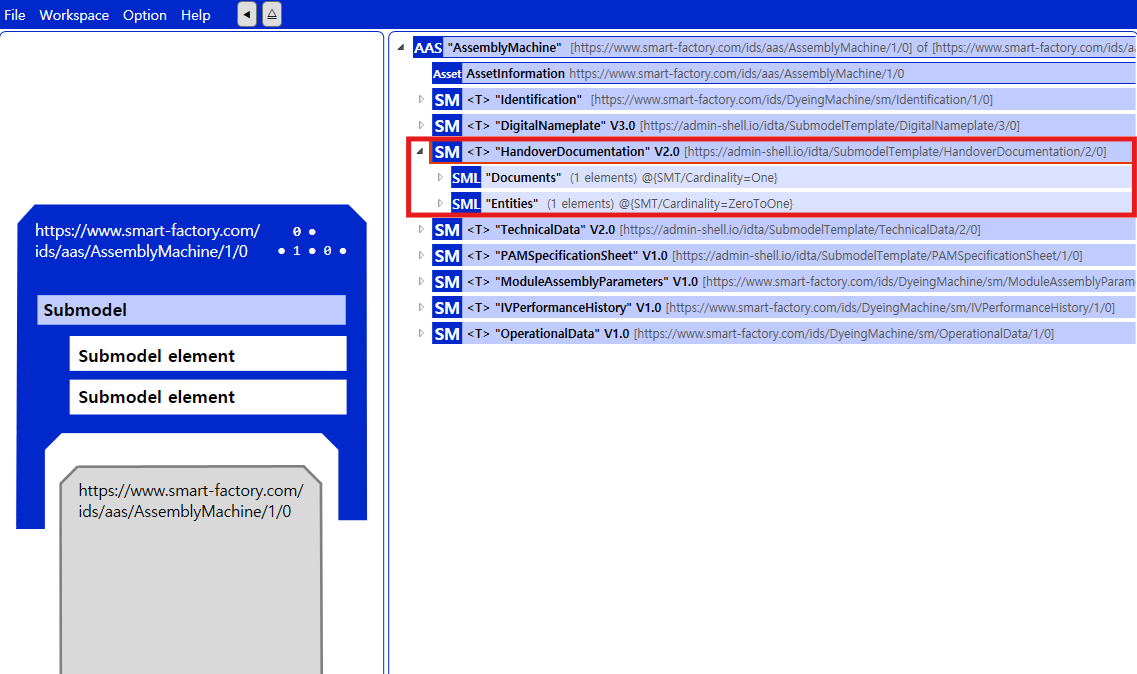 File Workspace Option Help
https://www.smart-factory.com/
ids/aas/AssemblyMachine/1/0
0
1 0
Submodel
Submodel element
Submodel element
https://www.smart-factory.com/
ids/aas/AssemblyMachine/1/0
AAS "AssemblyMachine" [https://www.smart-factory.com/ids/aas/AssemblyMachine/1/0] of [https://www.smart-factory.com/ids/a
Asset AssetInformation https://www.smart-factory.com/ids/aas/AssemblyMachine/1/0
SM <T> "Identification" [https://www.smart-factory.com/ids/DyeingMachine/sm/Identification/1/0]
SM <T> "DigitalNameplate" V3.0 [https://admin-shell.io/idta/SubmodelTemplate/DigitalNameplate/3/0]
SM <T> "HandoverDocumentation" V2.0 [https://admin-shell.io/idta/SubmodelTemplate/HandoverDocumentation/2/0]
SML "Documents" (1 elements) @{SMT/Cardinality=One}
SML "Entities" (1 elements) @{SMT/Cardinality=ZeroToOne}
SM <T> "TechnicalData" V2.0 [https://admin-shell.io/idta/SubmodelTemplate/TechnicalData/2/0]
SM <T> "PAMSpecificationSheet" V1.0 [https://admin-shell.io/idta/SubmodelTemplate/PAMSpecificationSheet/1/0]
SM <T> "ModuleAssemblyParameters" V1.0 [https://www.smart-factory.com/ids/DyeingMachine/sm/ModuleAssemblyParam
SM <T> "IVPerformanceHistory" V1.0 [https://www.smart-factory.com/ids/DyeingMachine/sm/IVPerformanceHistory/1/0]
SM <T> "OperationalData" V1.0 [https://www.smart-factory.com/ids/DyeingMachine/sm/OperationalData/1/0]